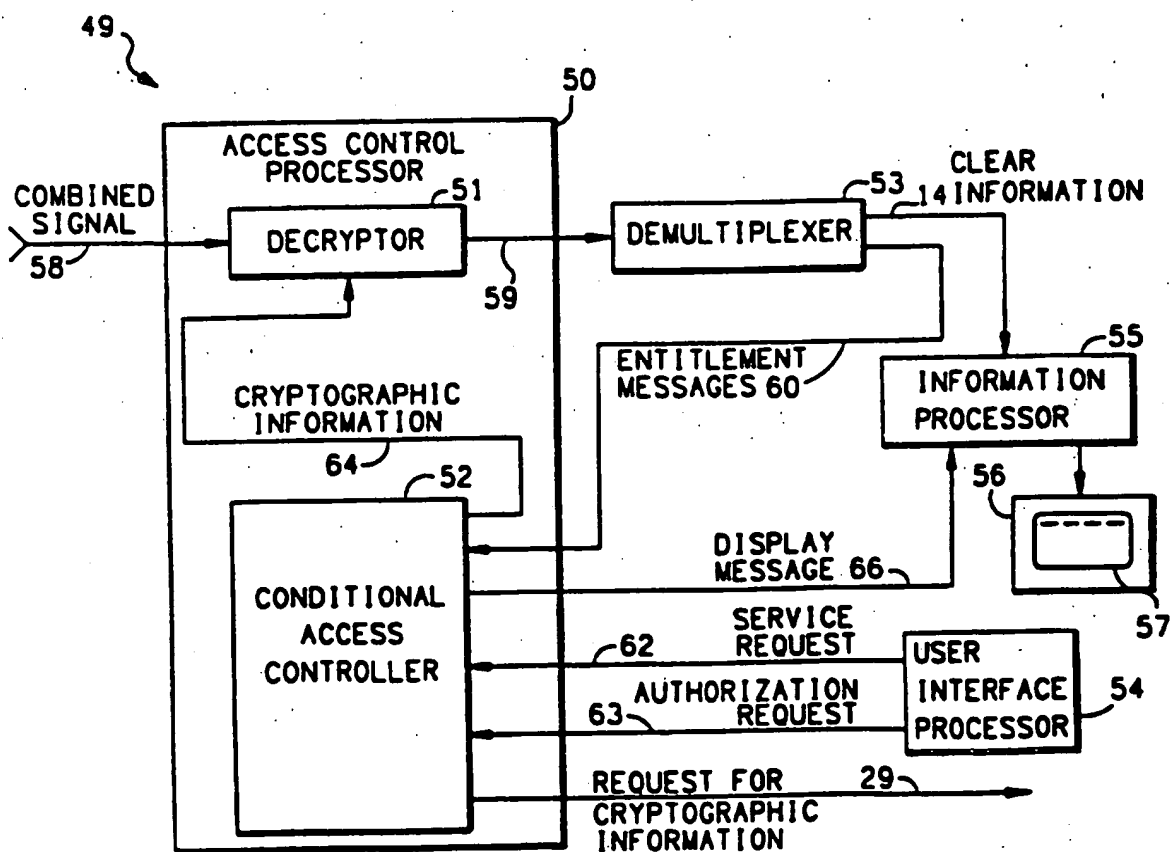 49
50
ACCESS CONTROL
PROCESSOR
COMBINED
SIGNAL
58
51
DECRYPTOR
59
53
DEMULTIPLEXER
CLEAR
14 INFORMATION
ENTITLEMENT
MESSAGES 60
55
INFORMATION
PROCESSOR
CRYPTOGRAPHIC
INFORMATION
64
52
CONDITIONAL
ACCESS
CONTROLLER
56
57
DISPLAY
MESSAGE 66
SERVICE
REQUEST
62
AUTHORIZATION
REQUEST
63
USER
INTERFACE
PROCESSOR
54
REQUEST FOR
CRYPTOGRAPHIC
INFORMATION
29